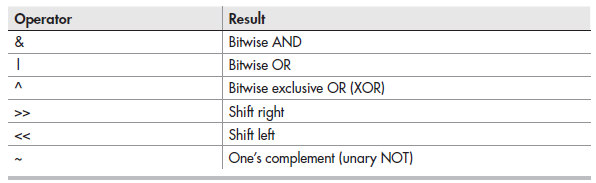 Operator Result
& Bitwise AND
| Bitwise OR
^ Bitwise exclusive OR (XOR)
>> Shift right
<< Shift left
~ One's complement (unary NOT)